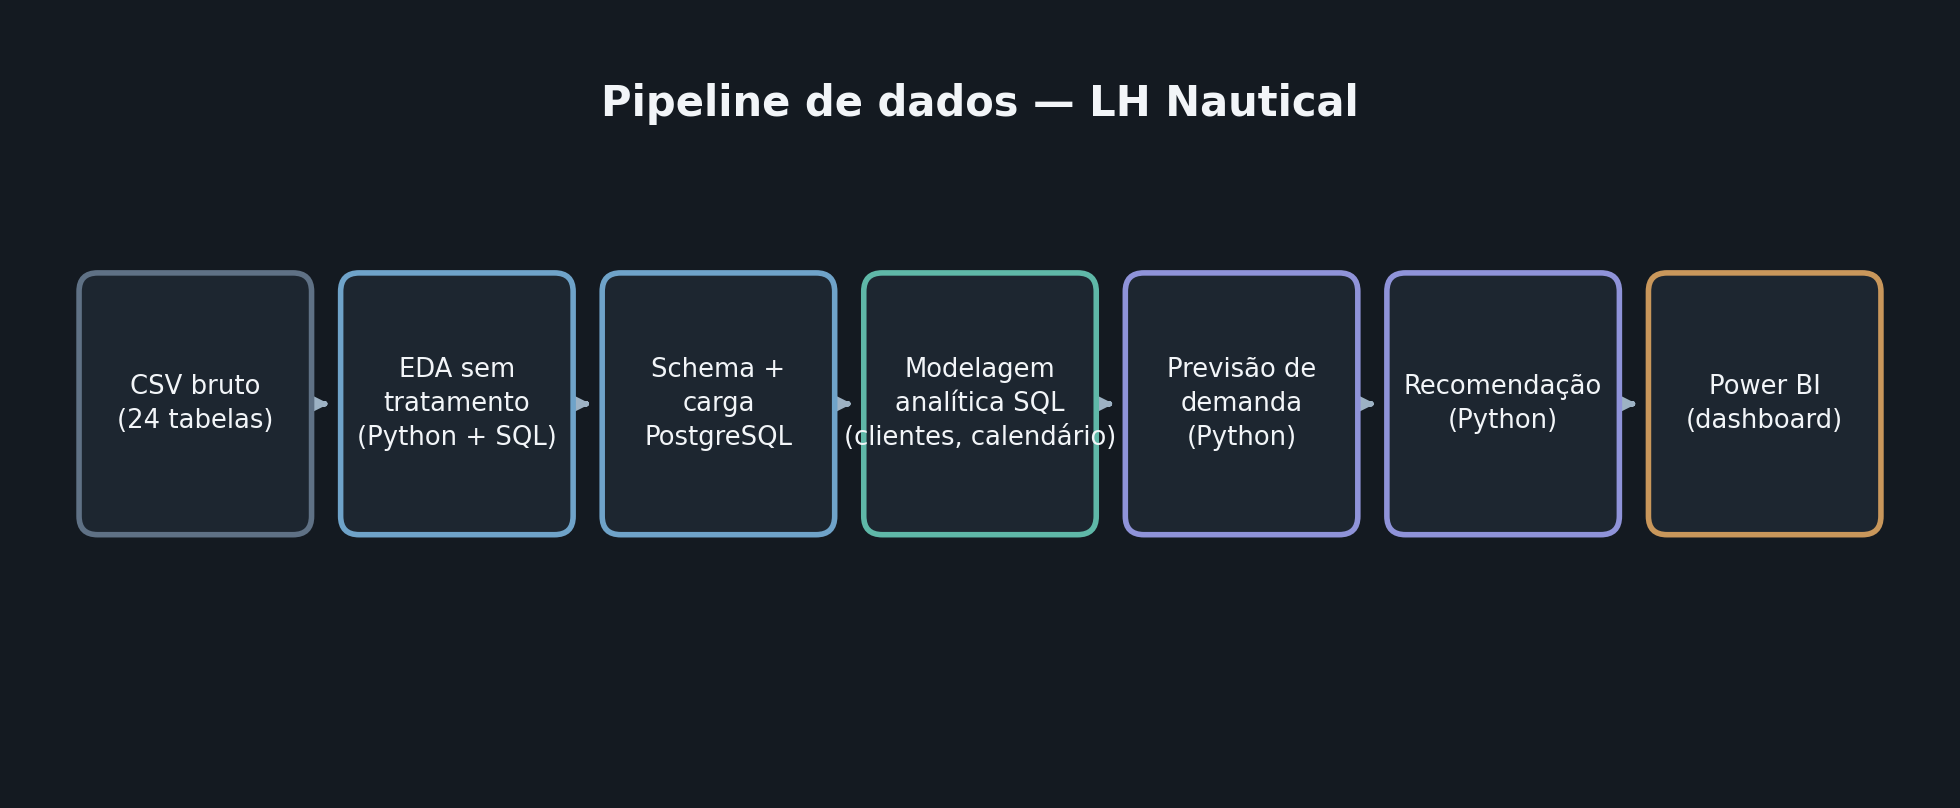 Pipeline de dados — LH Nautical
CSV bruto
(24 tabelas)
EDA sem
tratamento
(Python + SQL)
Schema +
carga
PostgreSQL
Modelagem
analítica SQL
(clientes, calendário)
Previsão de
demanda
(Python)
Recomendação
(Python)
Power BI
(dashboard)